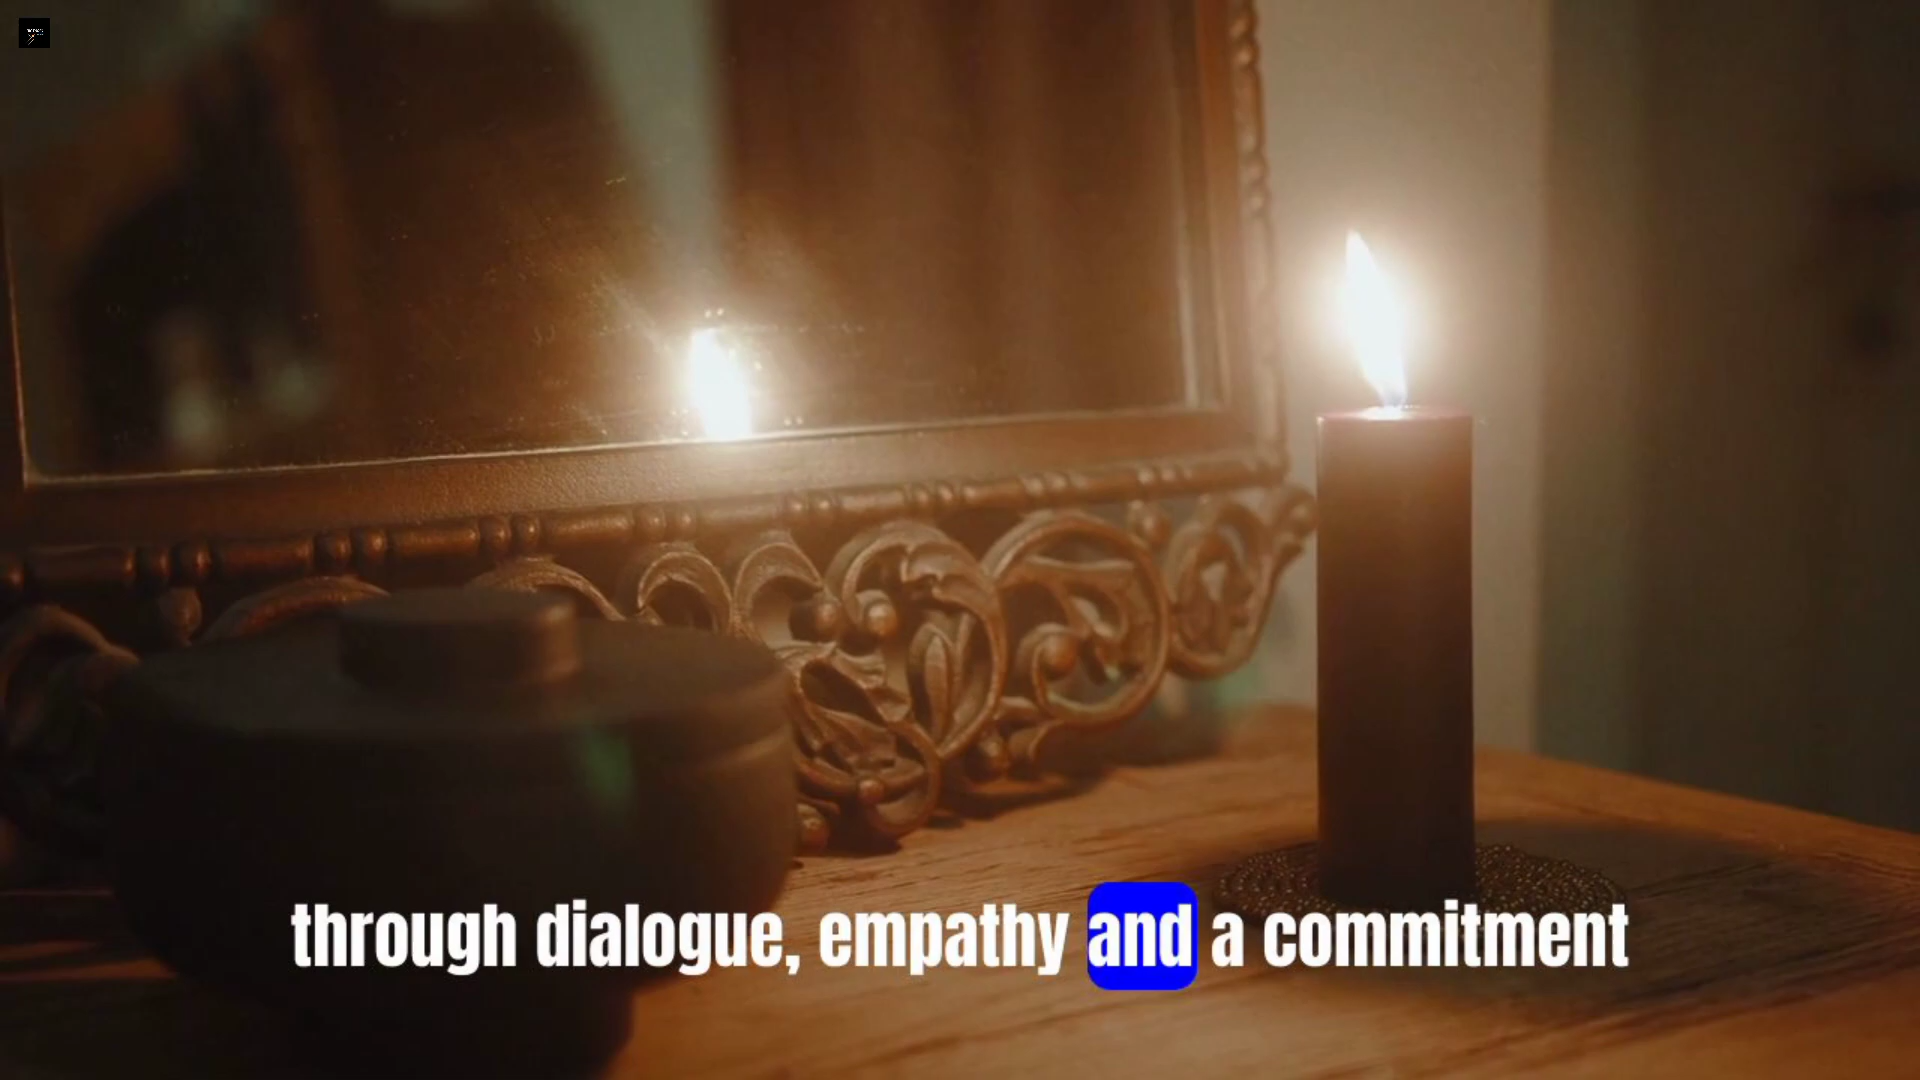 through dialogue, empathy and a commitment